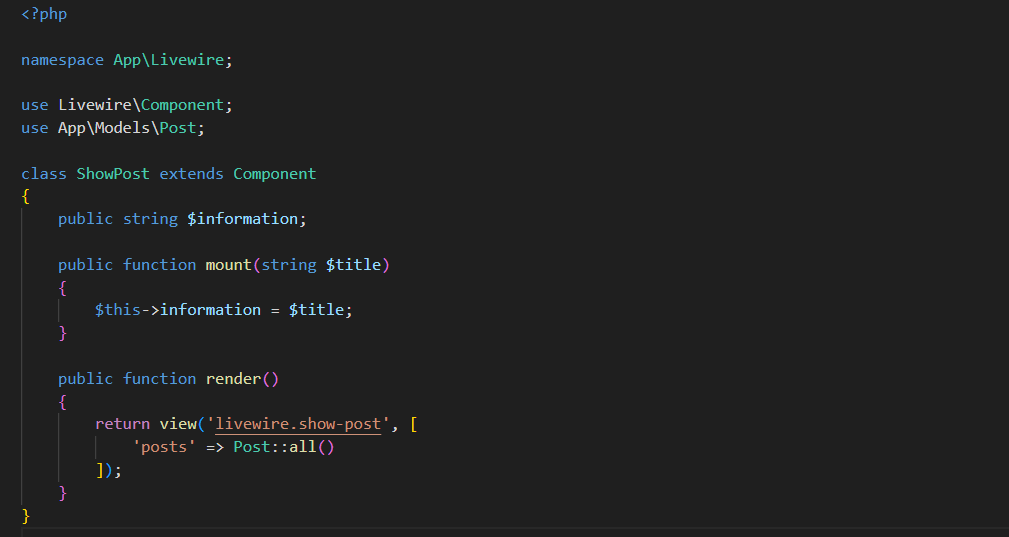 <?php
namespace App\Livewire;
use Livewire\Component;
use App\Models\Post;
class ShowPost extends Component
{
    public string $information;
    public function mount(string $title)
    {
        $this->information = $title;
    }
    public function render()
    {
        return view('livewire.show-post', [
            'posts' => Post::all()
        ]);
    }
}